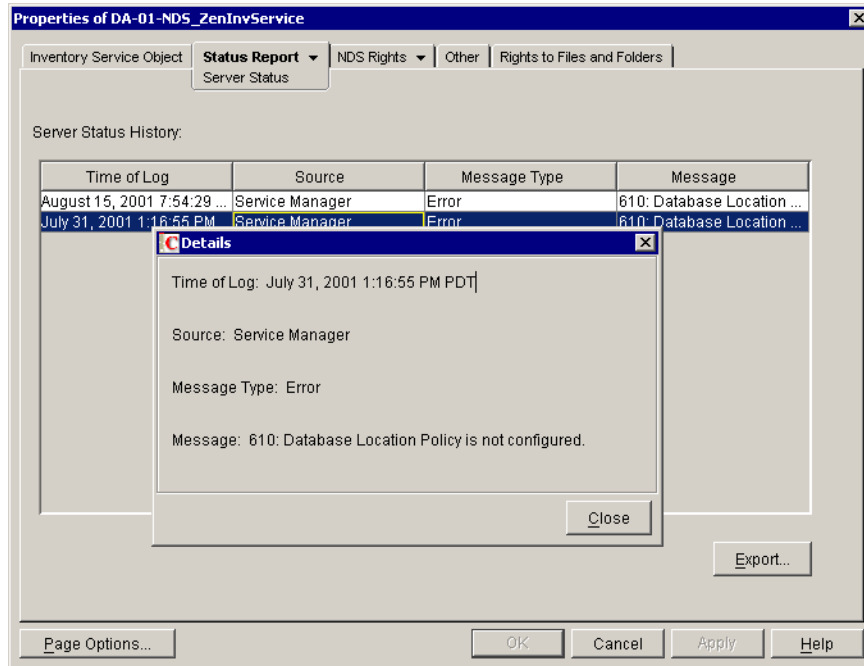 Properties of DA-01-NDS_ZenInvService
Inventory Service Object Status Report NDS Rights Other Rights to Files and Folders
Server Status
Server Status History:
Time of Log Source Message Type Message
August 15, 2001 7:54:29 ... Service Manager Error 610: Database Location ...
July 31, 2001 1:16:55 PM Service Manager Error 610: Database Location ...
C Details
Time of Log: July 31, 2001 1:16:55 PM PDT
Source: Service Manager
Message Type: Error
Message: 610: Database Location Policy is not configured.
Close
Export...
Page Options... OK Cancel Apply Help